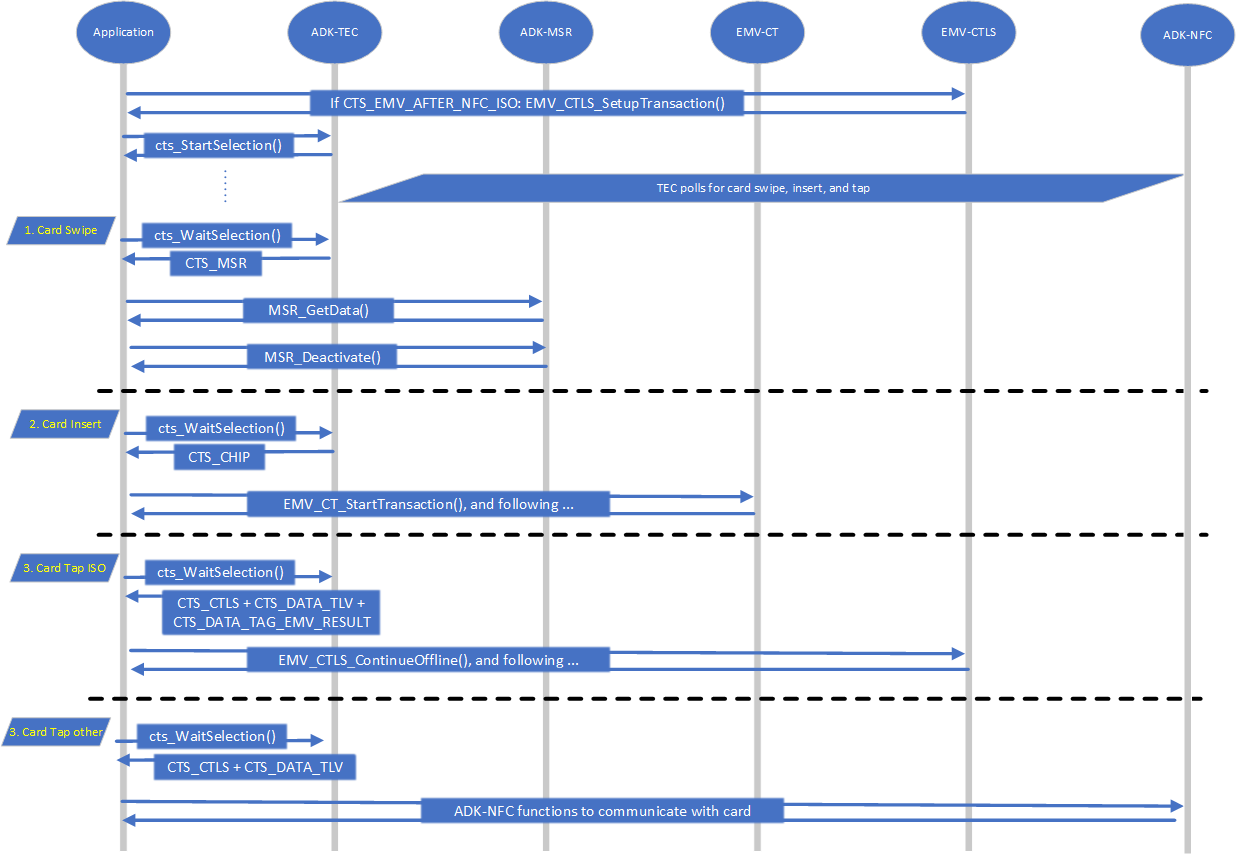 Application
ADK-TEC
ADK-MSR
EMV-CT
EMV-CTLS
ADK-NFC
If CTS_EMV_AFTER_NFC_ISO: EMV_CTLS_SetupTransaction()
cts_StartSelection()
TEC polls for card swipe, insert, and tap
1. Card Swipe
cts_WaitSelection()
CTS_MSR
MSR_GetData()
MSR_Deactivate()
2. Card Insert
cts_WaitSelection()
CTS_CHIP
EMV_CT_StartTransaction(), and following ...
3. Card Tap ISO
cts_WaitSelection()
CTS_CTLS + CTS_DATA_TLV +
CTS_DATA_TAG_EMV_RESULT
EMV_CTLS_ContinueOffline(), and following ...
3. Card Tap other
cts_WaitSelection()
CTS_CTLS + CTS_DATA_TLV
ADK-NFC functions to communicate with card